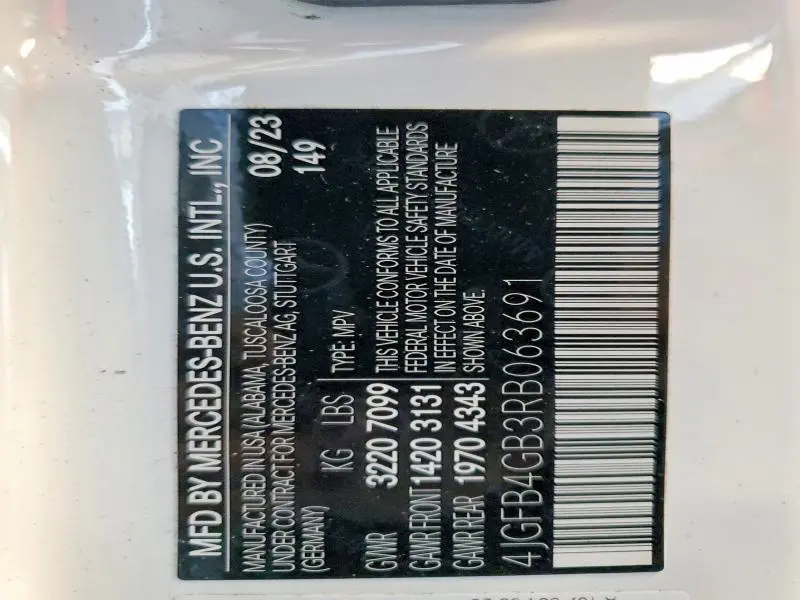 MFD BY MERCEDES-BENZ U.S. INTL., INC
MANUFACTURED IN USA (ALABAMA, TUSCALOOSA COUNTY)
UNDER CONTRACT FOR MERCEDES-BENZ AG, STUTTGART
(GERMANY)
08/23
149
KG LBS
TYPE: MPV
GVWR 3220 7099
GAWR FRONT 1420 3131
GAWR REAR 1970 4343
THIS VEHICLE CONFORMS TO ALL APPLICABLE
FEDERAL MOTOR VEHICLE SAFETY STANDARDS
IN EFFECT ON THE DATE OF MANUFACTURE
SHOWN ABOVE.
4JGFB4GB3RB063691